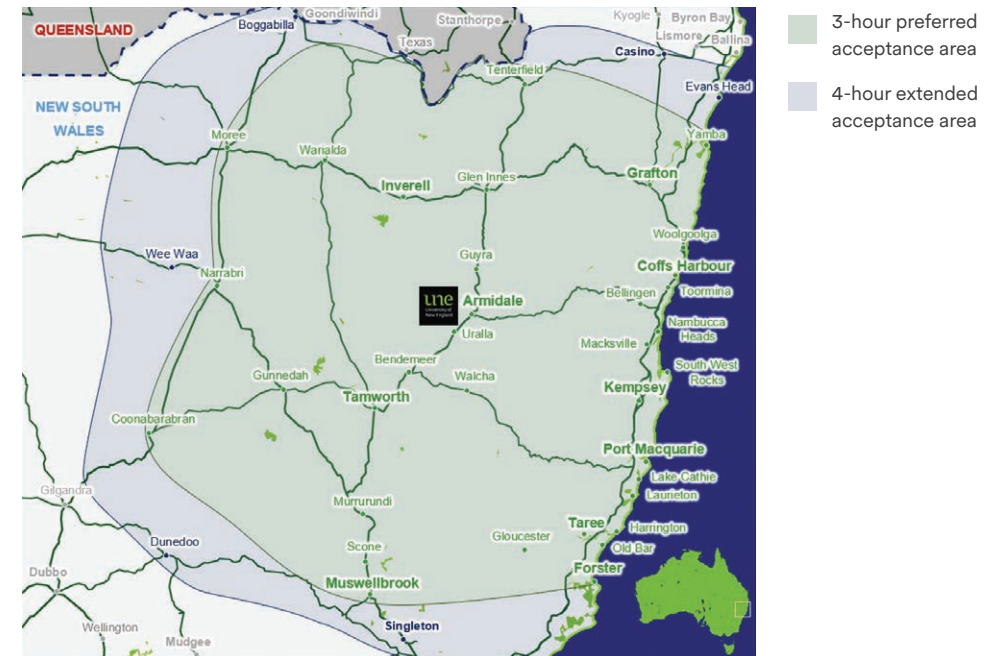 QUEENSLAND
Boggabilla
Goondiwindi
Stanthorpe
Kyogle
Byron Bay
Lismore
Ballina
Texas
Casino
Tenterfield
Evans Head
NEW SOUTH
WALES
Moree
Warialda
Yamba
Inverell
Glen Innes
Grafton
Woolgoolga
Wee Waa
Guyra
Coffs Harbour
Narrabri
une
University of
New England
Armidale
Bellingen
Toormina
Uralla
Nambucca
Heads
Macksville
Bendemeer
South West
Rocks
Gunnedah
Walcha
Kempsey
Tamworth
Coonabarabran
Port Macquarie
Lake Cathie
Gilgandra
Laurieton
Murrurundi
Taree
Harrington
Gloucester
Dunedoo
Scone
Old Bar
Dubbo
Forster
Muswellbrook
Singleton
Wellington
Mudgee
3-hour preferred
acceptance area
4-hour extended
acceptance area